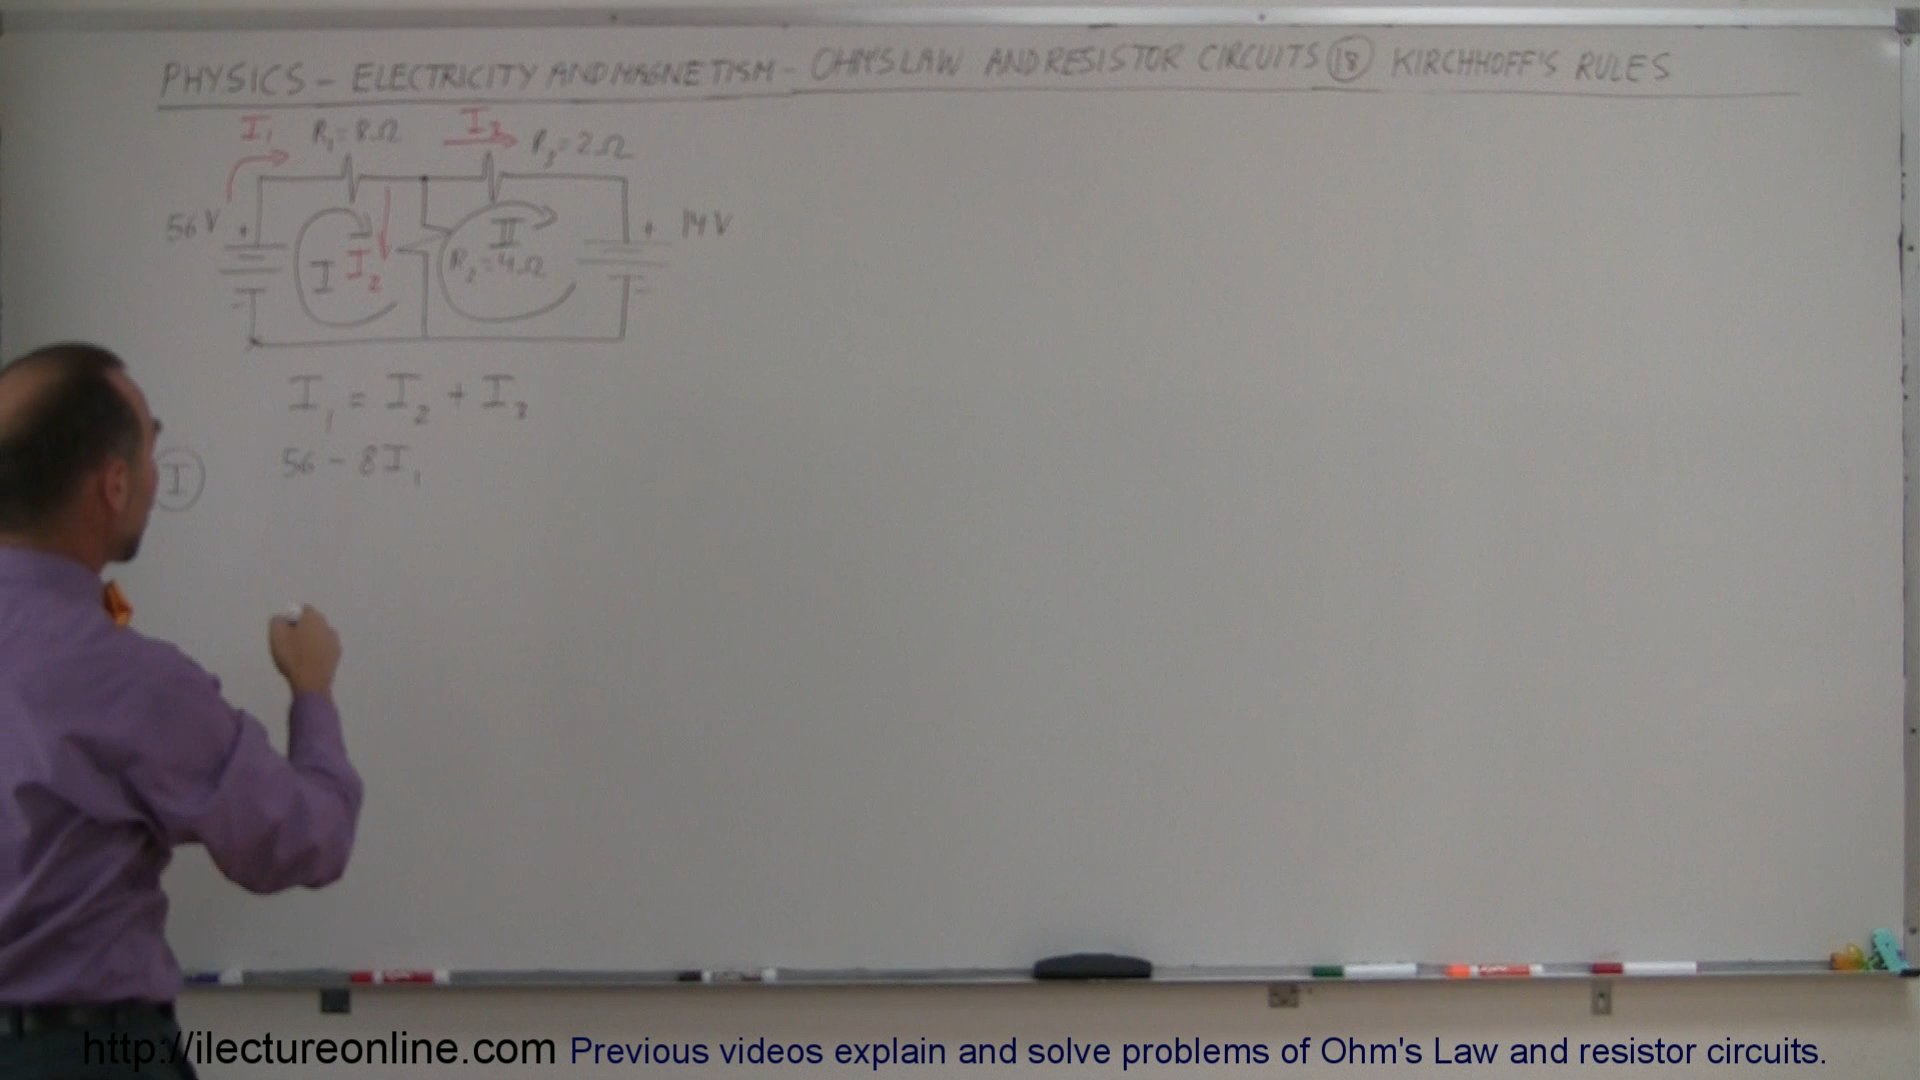 PHYSICS - ELECTRICITY AND MAGNETISM - OHM'S LAW AND RESISTOR CIRCUITS 18 KIRCHHOFF'S RULES
I₁ R₁=8Ω I₃ R₃=2Ω
56V + II + 14V
I I₂ R₂=4Ω
I₁ = I₂ + I₃
I 56 - 8I₁
http://ilectureonline.com Previous videos explain and solve problems of Ohm's Law and resistor circuits.